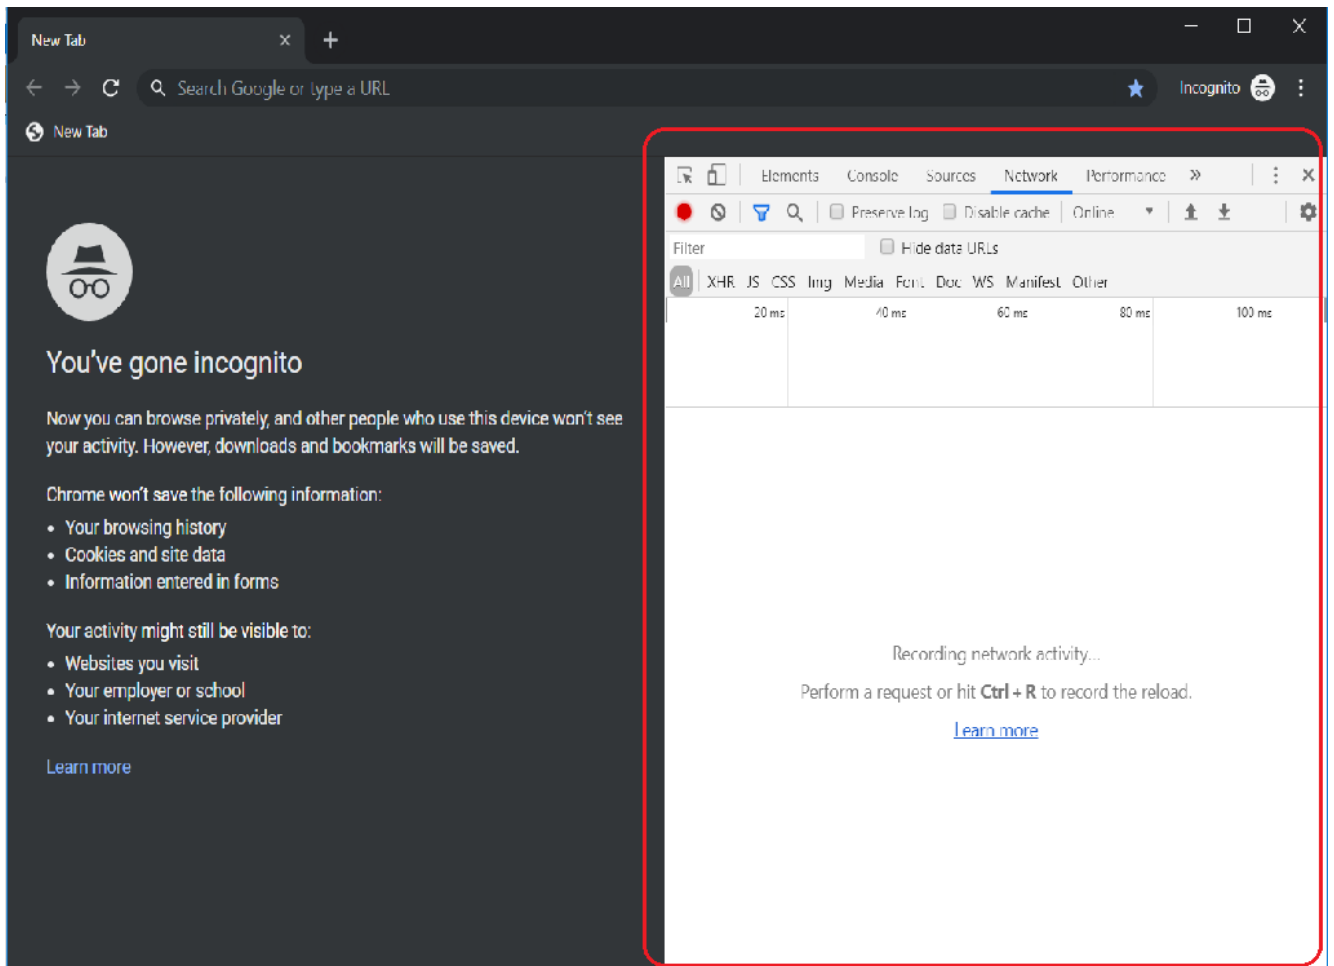 New Tab
Search Google or type a URL
Incognito
New Tab
Elements Console Sources Network Performance
Preserve log Disable cache Online
Filter Hide data URLs
All XHR JS CSS Img Media Font Doc WS Manifest Other
20 ms 40 ms 60 ms 80 ms 100 ms
You've gone incognito
Now you can browse privately, and other people who use this device won't see
your activity. However, downloads and bookmarks will be saved.
Chrome won't save the following information:
• Your browsing history
• Cookies and site data
• Information entered in forms
Your activity might still be visible to:
• Websites you visit
• Your employer or school
• Your internet service provider
Learn more
Recording network activity...
Perform a request or hit Ctrl + R to record the reload.
Learn more